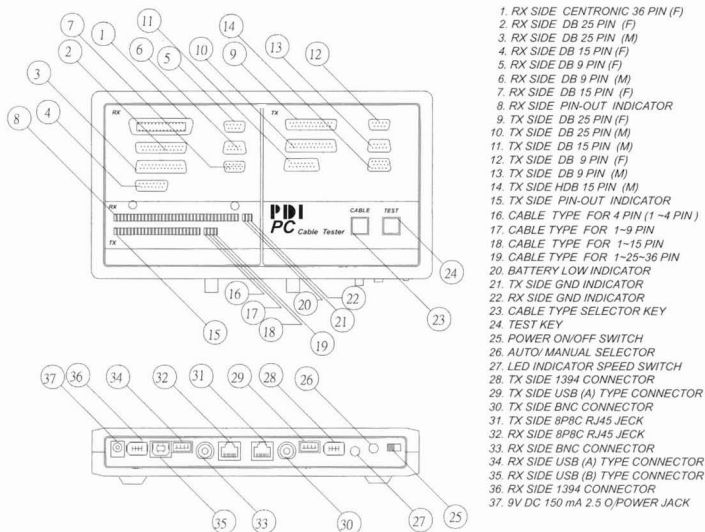 11
14
7
1
10
13
2
6
9
12
5
3
4
8
RX
TX
RX
TX
PDI
PC Cable Tester
CABLE
TEST
16
17
18
20
22
21
19
15
23
24
37
36
34
32
31
29
28
26
35
33
30
27
25
1. RX SIDE CENTRONIC 36 PIN (F)
2. RX SIDE DB 25 PIN (F)
3. RX SIDE DB 25 PIN (M)
4. RX SIDE DB 15 PIN (F)
5. RX SIDE DB 9 PIN (F)
6. RX SIDE DB 9 PIN (M)
7. RX SIDE DB 15 PIN (F)
8. RX SIDE PIN-OUT INDICATOR
9. TX SIDE DB 25 PIN (F)
10. TX SIDE DB 25 PIN (M)
11. TX SIDE DB 15 PIN (M)
12. TX SIDE DB 9 PIN (F)
13. TX SIDE DB 9 PIN (M)
14. TX SIDE HDB 15 PIN (M)
15. TX SIDE PIN-OUT INDICATOR
16. CABLE TYPE FOR 4 PIN (1 ~4 PIN )
17. CABLE TYPE FOR 1~9 PIN
18. CABLE TYPE FOR 1~15 PIN
19. CABLE TYPE FOR 1~25~36 PIN
20. BATTERY LOW INDICATOR
21. TX SIDE GND INDICATOR
22. RX SIDE GND INDICATOR
23. CABLE TYPE SELECTOR KEY
24. TEST KEY
25. POWER ON/OFF SWITCH
26. AUTO/ MANUAL SELECTOR
27. LED INDICATOR SPEED SWITCH
28. TX SIDE 1394 CONNECTOR
29. TX SIDE USB (A) TYPE CONNECTOR
30. TX SIDE BNC CONNECTOR
31. TX SIDE 8P8C RJ45 JECK
32. RX SIDE 8P8C RJ45 JECK
33. RX SIDE BNC CONNECTOR
34. RX SIDE USB (A) TYPE CONNECTOR
35. RX SIDE USB (B) TYPE CONNECTOR
36. RX SIDE 1394 CONNECTOR
37. 9V DC 150 mA 2.5 O/POWER JACK